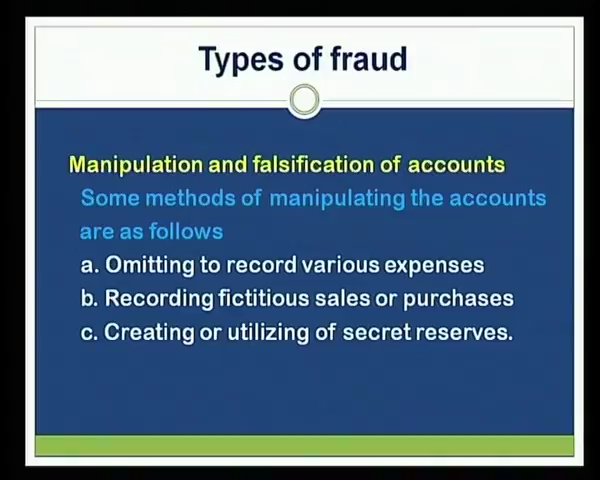 Types of fraud
Manipulation and falsification of accounts
Some methods of manipulating the accounts
are as follows
a. Omitting to record various expenses
b. Recording fictitious sales or purchases
c. Creating or utilizing of secret reserves.